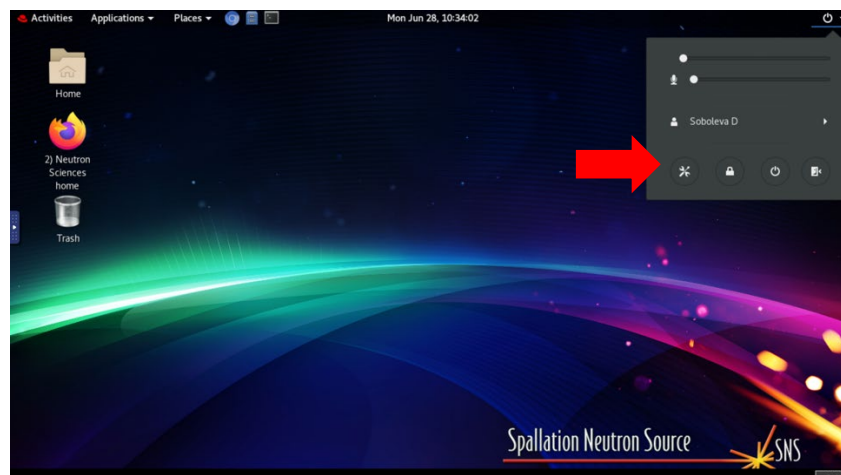 Activities Applications Places Mon Jun 28, 10:34:02
Home
2) Neutron
Sciences
home
Trash
Soboleva D
Spallation Neutron Source
SNS